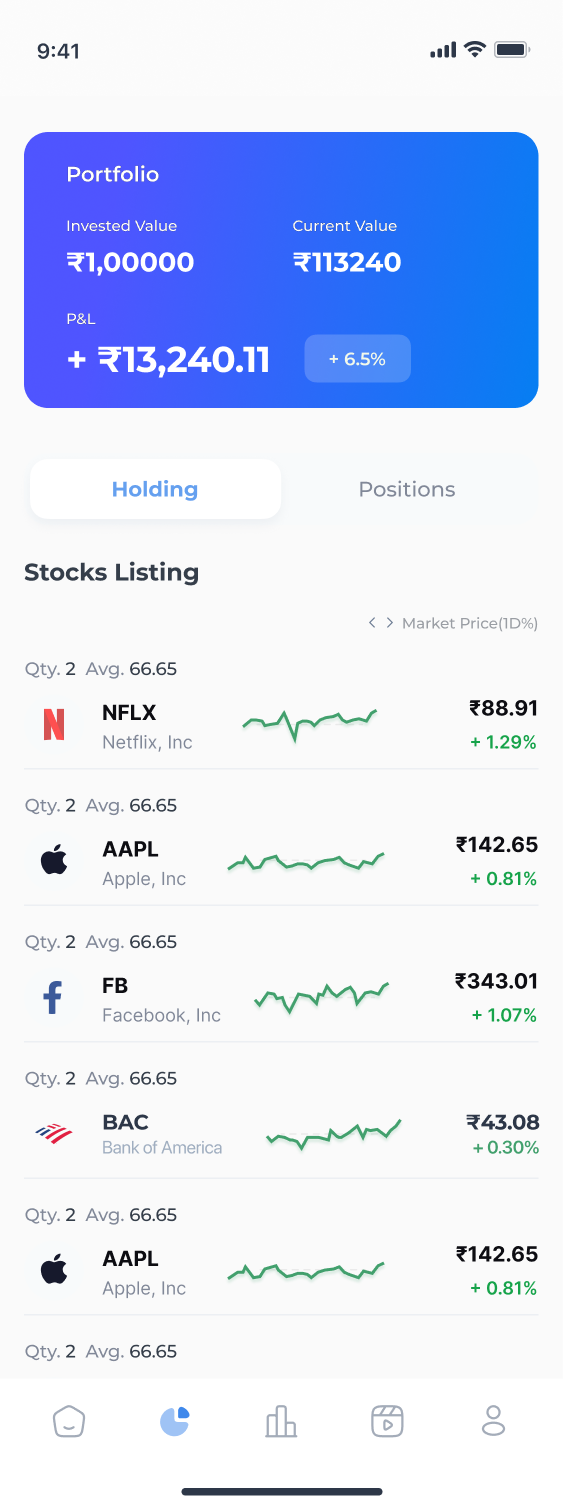 9:41
Portfolio
Invested Value Current Value
₹1,00000 ₹113240
P&L
+ ₹13,240.11 + 6.5%
Holding Positions
Stocks Listing
< > Market Price(1D%)
Qty. 2 Avg. 66.65
NFLX ₹88.91
Netflix, Inc + 1.29%
Qty. 2 Avg. 66.65
AAPL ₹142.65
Apple, Inc + 0.81%
Qty. 2 Avg. 66.65
FB ₹343.01
Facebook, Inc + 1.07%
Qty. 2 Avg. 66.65
BAC ₹43.08
Bank of America + 0.30%
Qty. 2 Avg. 66.65
AAPL ₹142.65
Apple, Inc + 0.81%
Qty. 2 Avg. 66.65